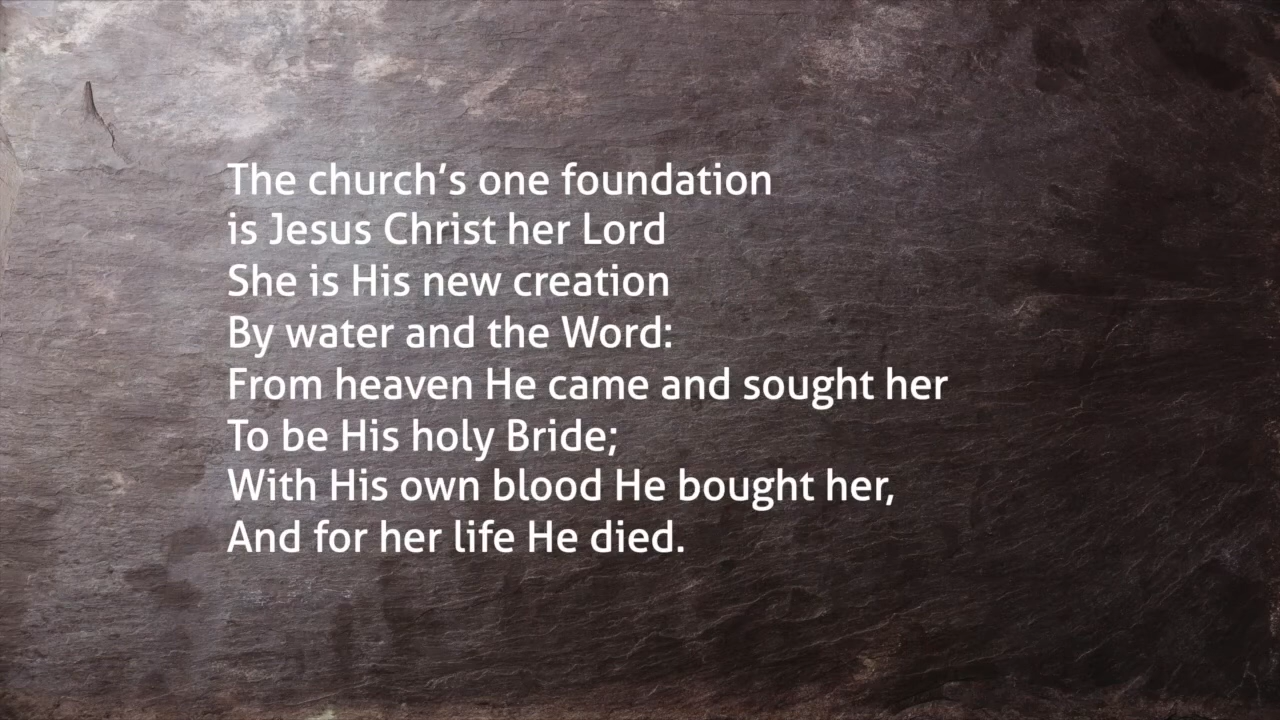 The church’s one foundation
is Jesus Christ her Lord
She is His new creation
By water and the Word:
From heaven He came and sought her
To be His holy Bride;
With His own blood He bought her,
And for her life He died.